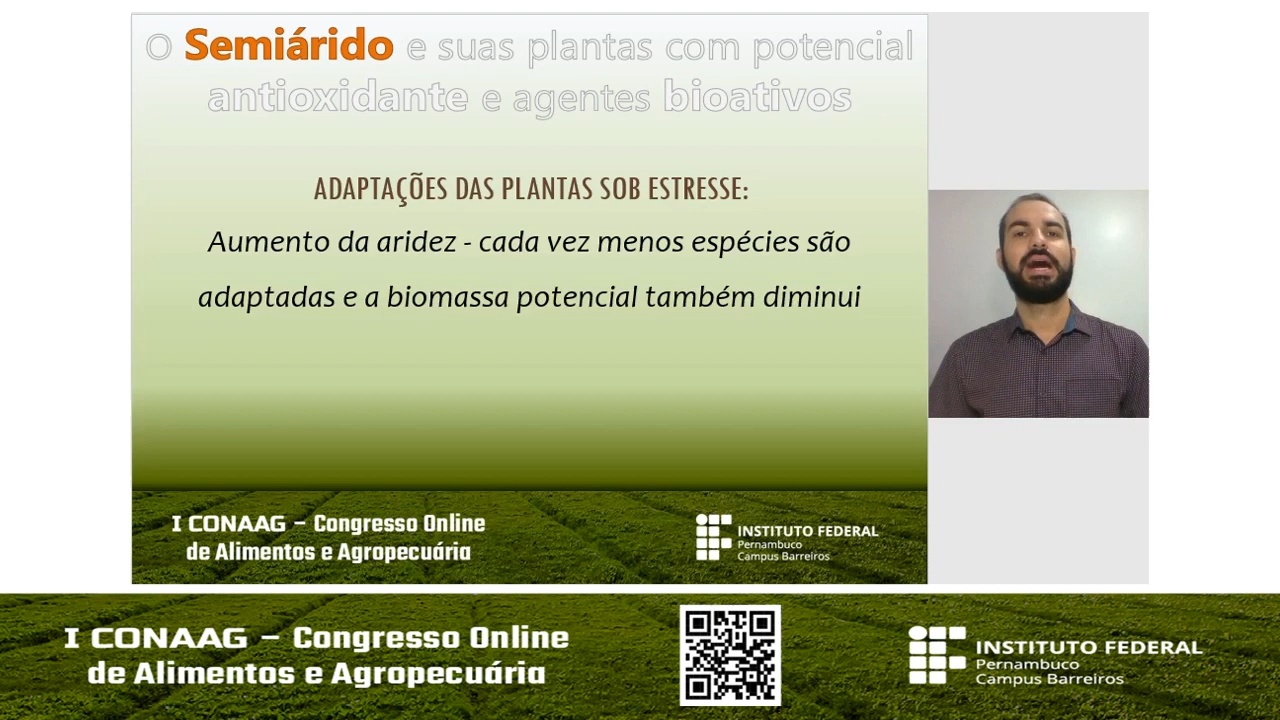 O Semiárido e suas plantas com potencial
antioxidante e agentes bioativos
ADAPTAÇÕES DAS PLANTAS SOB ESTRESSE:
Aumento da aridez - cada vez menos espécies são
adaptadas e a biomassa potencial também diminui
I CONAAG – Congresso Online
de Alimentos e Agropecuária
INSTITUTO FEDERAL
Pernambuco
Campus Barreiros
I CONAAG – Congresso Online
de Alimentos e Agropecuária
INSTITUTO FEDERAL
Pernambuco
Campus Barreiros